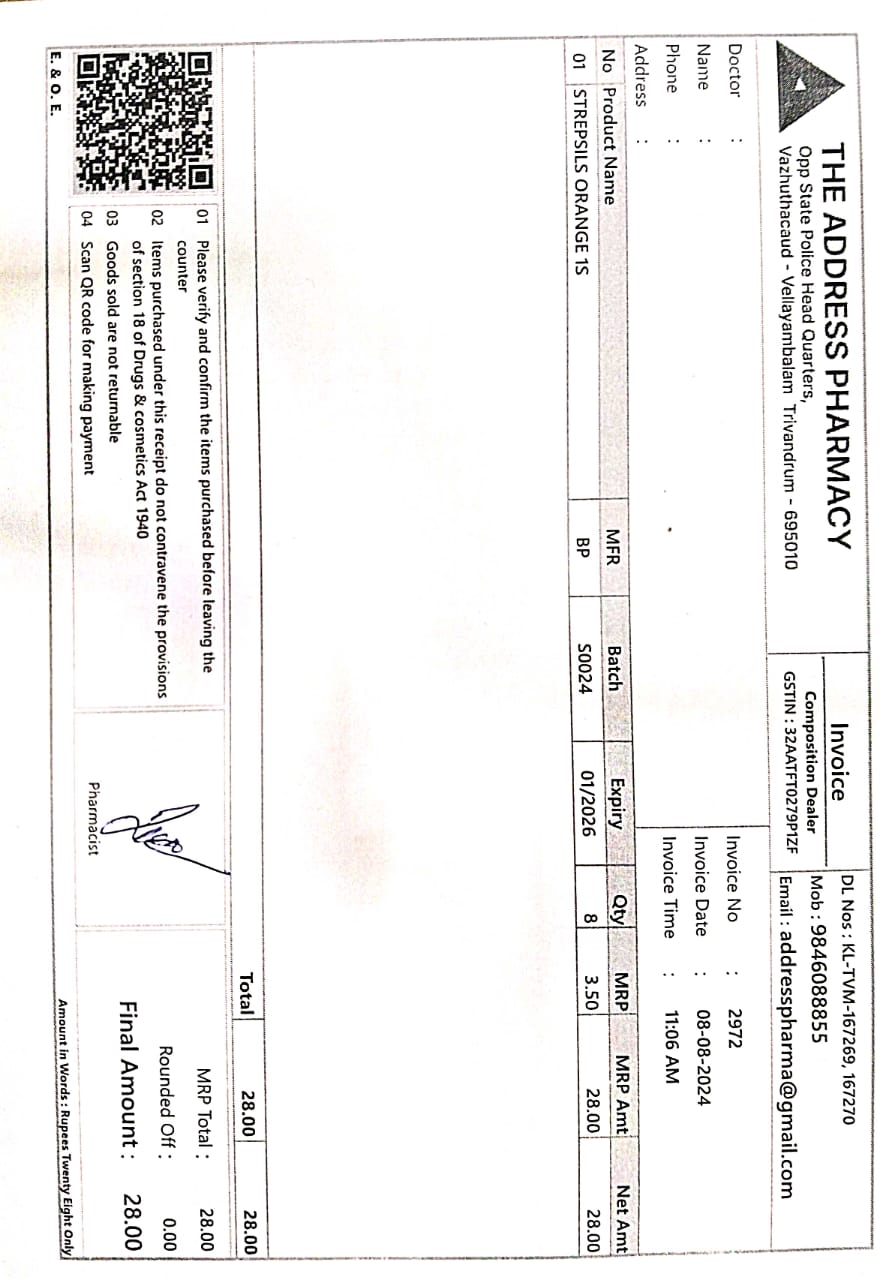 THE ADDRESS PHARMACY
Opp State Police Head Quarters,
Vazhuthacaud - Vellayambalam Trivandrum - 695010
Invoice
Composition Dealer
GSTIN : 32AATFT0279P1ZF
DL Nos : KL-TVM-167269, 167270
Mob : 9846088855
Email : addresspharma@gmail.com
Doctor :
Name :
Phone :
Address :
Invoice No : 2972
Invoice Date : 08-08-2024
Invoice Time : 11:06 AM
No Product Name MFR Batch Expiry Qty MRP MRP Amt Net Amt
01 STREPSILS ORANGE 1S BP S0024 01/2026 8 3.50 28.00 28.00
Total 28.00 28.00
01 Please verify and confirm the items purchased before leaving the
counter
02 Items purchased under this receipt do not contravene the provisions
of section 18 of Drugs & cosmetics Act 1940
03 Goods sold are not returnable
04 Scan QR code for making payment
E. & O. E.
Pharmacist
MRP Total : 28.00
Rounded Off : 0.00
Final Amount : 28.00
Amount in Words : Rupees Twenty Eight Only